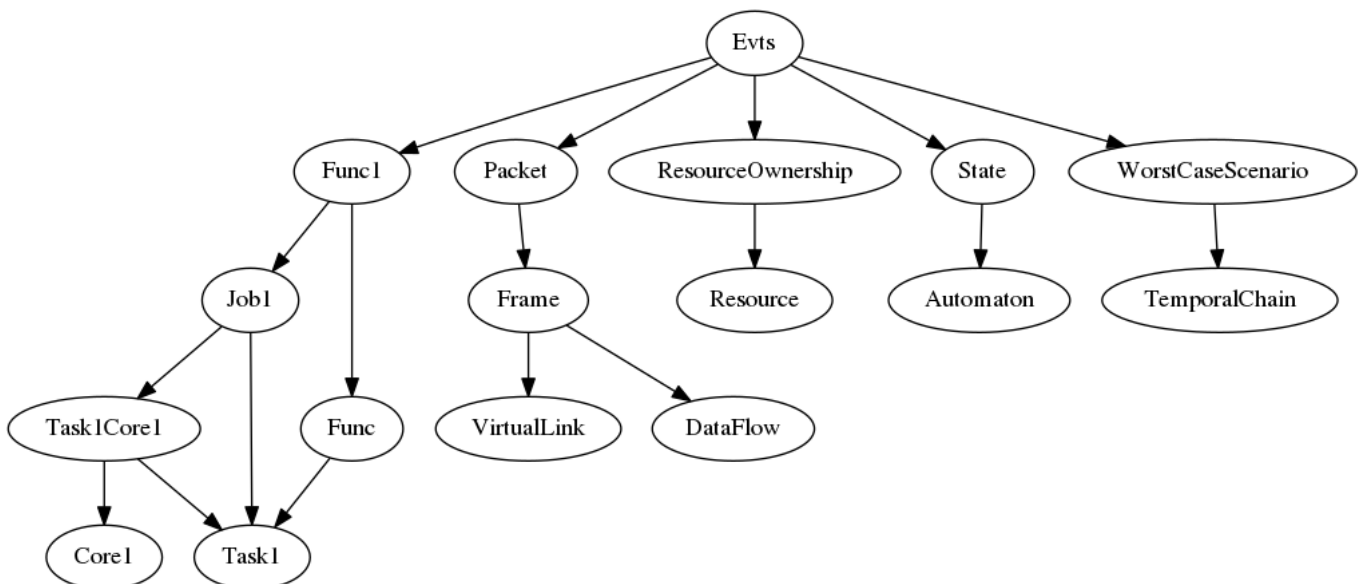 Evts
Func1
Packet
ResourceOwnership
State
WorstCaseScenario
Job1
Frame
Resource
Automaton
TemporalChain
Task1Core1
Func
VirtualLink
DataFlow
Core1
Task1